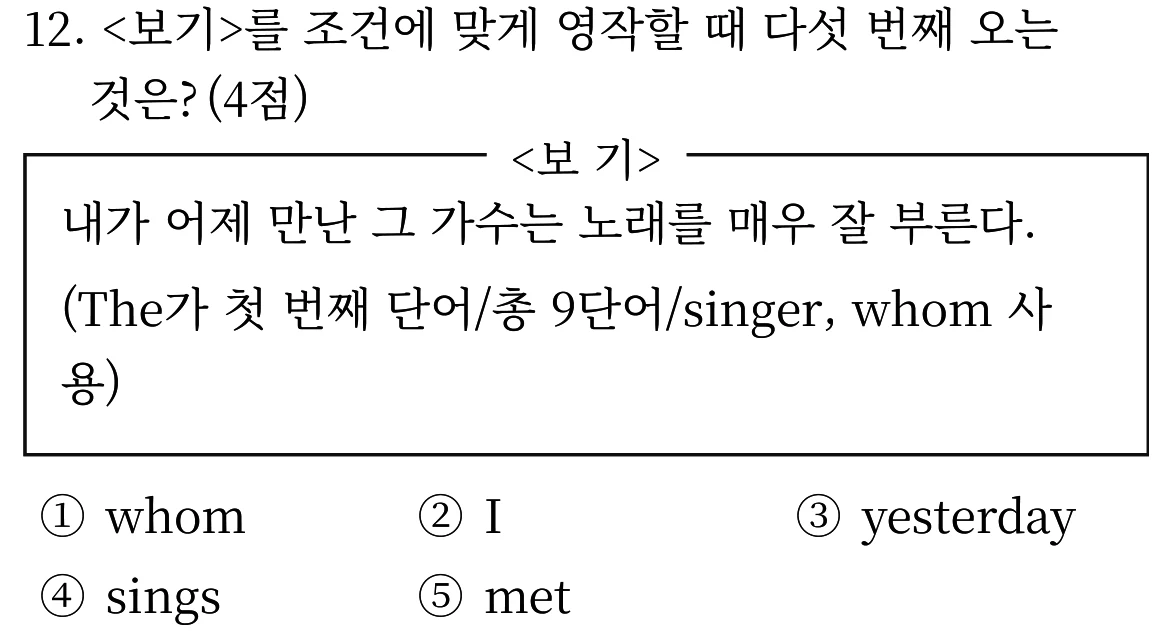 12. <보기>를 조건에 맞게 영작할 때 다섯 번째 오는
것은? (4점)
<보 기>
내가 어제 만난 그 가수는 노래를 매우 잘 부른다.
(The가 첫 번째 단어/총 9단어/singer, whom 사
용)
① whom ② I ③ yesterday
④ sings ⑤ met